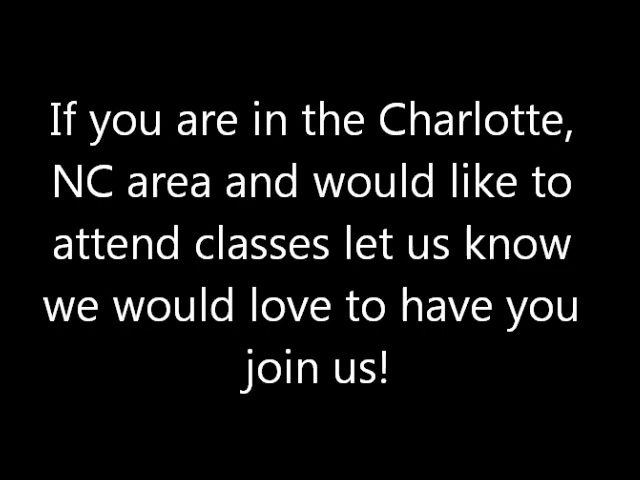 If you are in the Charlotte,
NC area and would like to
attend classes let us know
we would love to have you
join us!